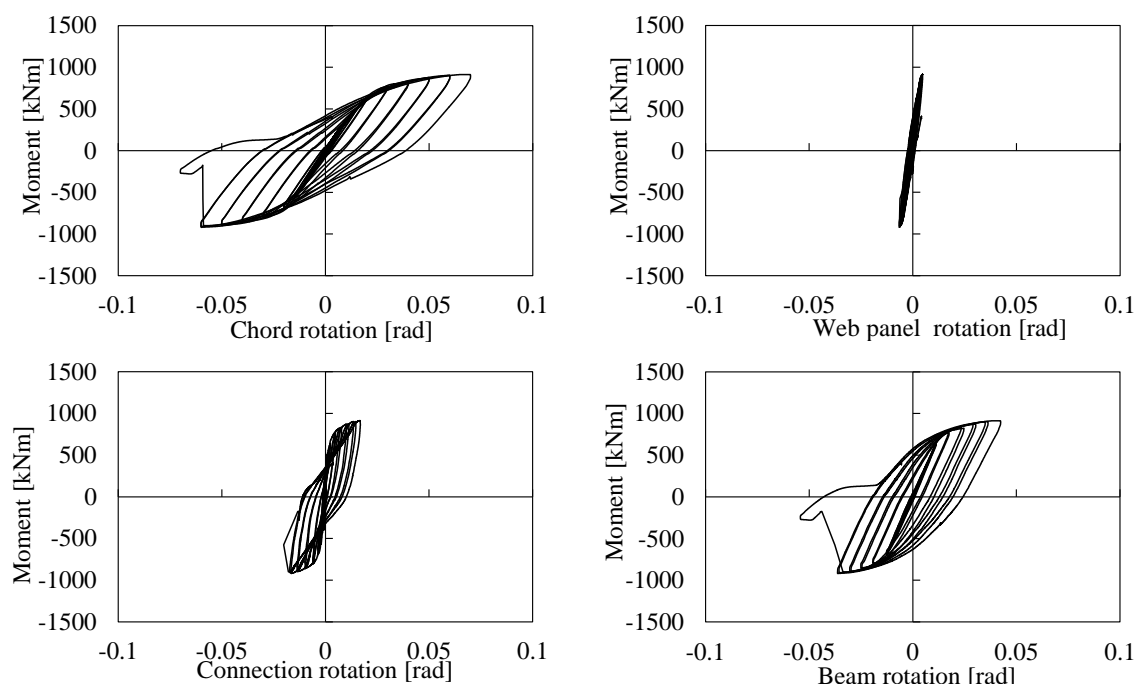 1500
1000
500
0
-500
-1000
-1500
Moment [kNm]
-0.1 -0.05 0 0.05 0.1
Chord rotation [rad]
1500
1000
500
0
-500
-1000
-1500
Moment [kNm]
-0.1 -0.05 0 0.05 0.1
Web panel rotation [rad]
1500
1000
500
0
-500
-1000
-1500
Moment [kNm]
-0.1 -0.05 0 0.05 0.1
Connection rotation [rad]
1500
1000
500
0
-500
-1000
-1500
Moment [kNm]
-0.1 -0.05 0 0.05 0.1
Beam rotation [rad]